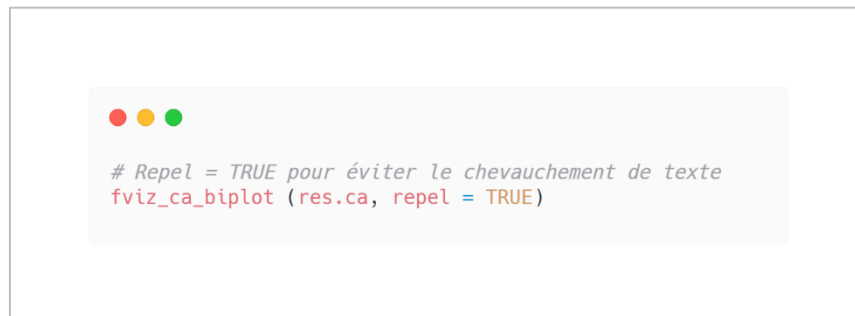 # Repel = TRUE pour éviter le chevauchement de texte
fviz_ca_biplot (res.ca, repel = TRUE)